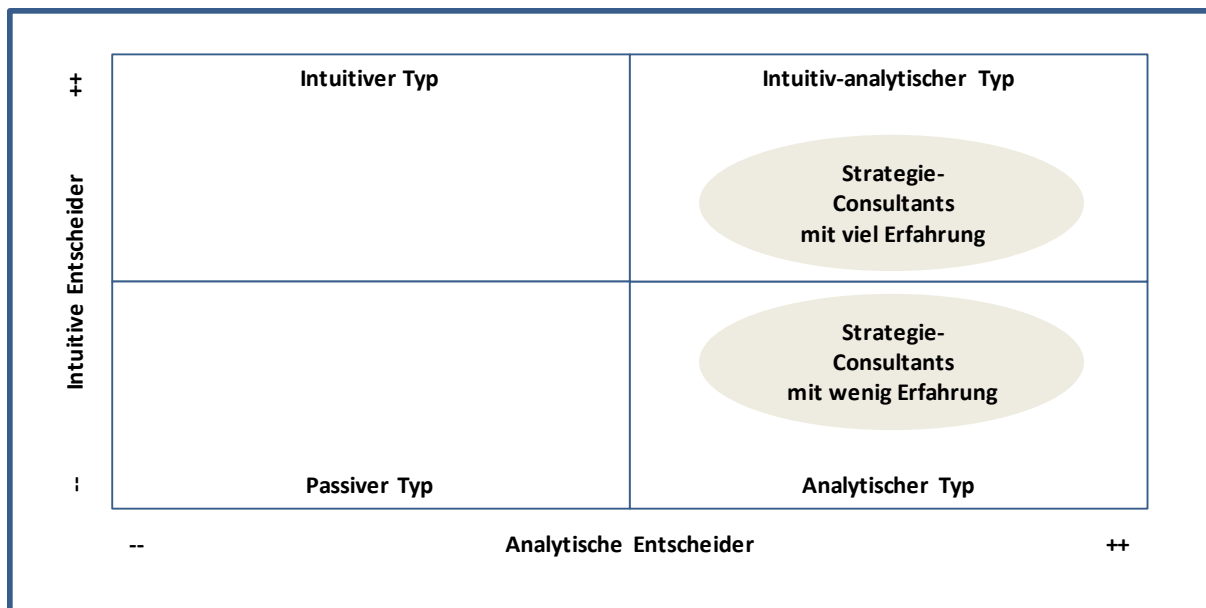 ++
Intuitive Entscheider
--
Intuitiver Typ
Intuitiv-analytischer Typ
Strategie-
Consultants
mit viel Erfahrung
Strategie-
Consultants
mit wenig Erfahrung
Passiver Typ
Analytischer Typ
--
Analytische Entscheider
++